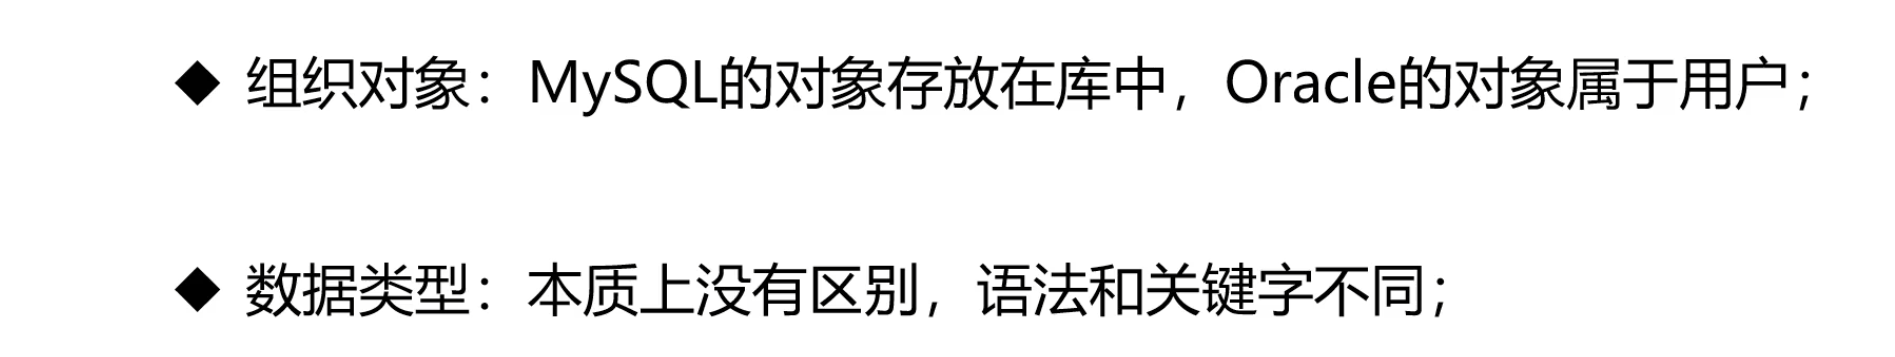 ◆ 组织对象：MySQL的对象存放在库中，Oracle的对象属于用户；
◆ 数据类型：本质上没有区别，语法和关键字不同；